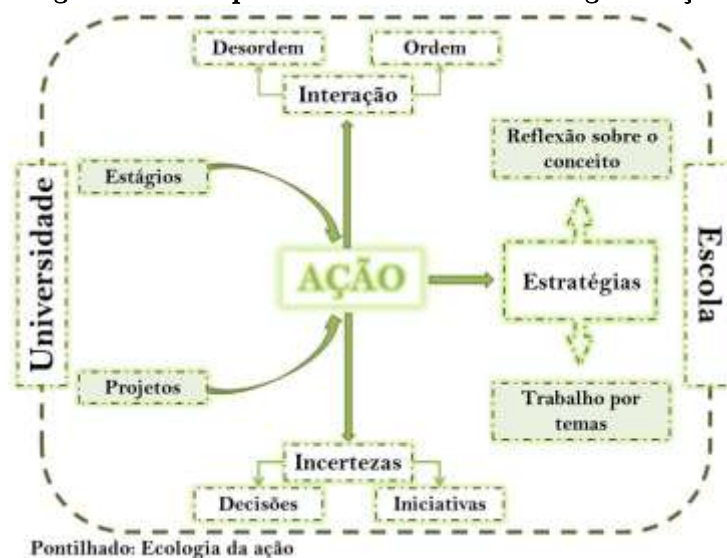 Desordem
Ordem
Interação
Reflexão sobre o
conceito
Estágios
Universidade
Escola
AÇÃO
Estratégias
Projetos
Trabalho por
temas
Incertezas
Decisões
Iniciativas
Pontilhado: Ecologia da ação